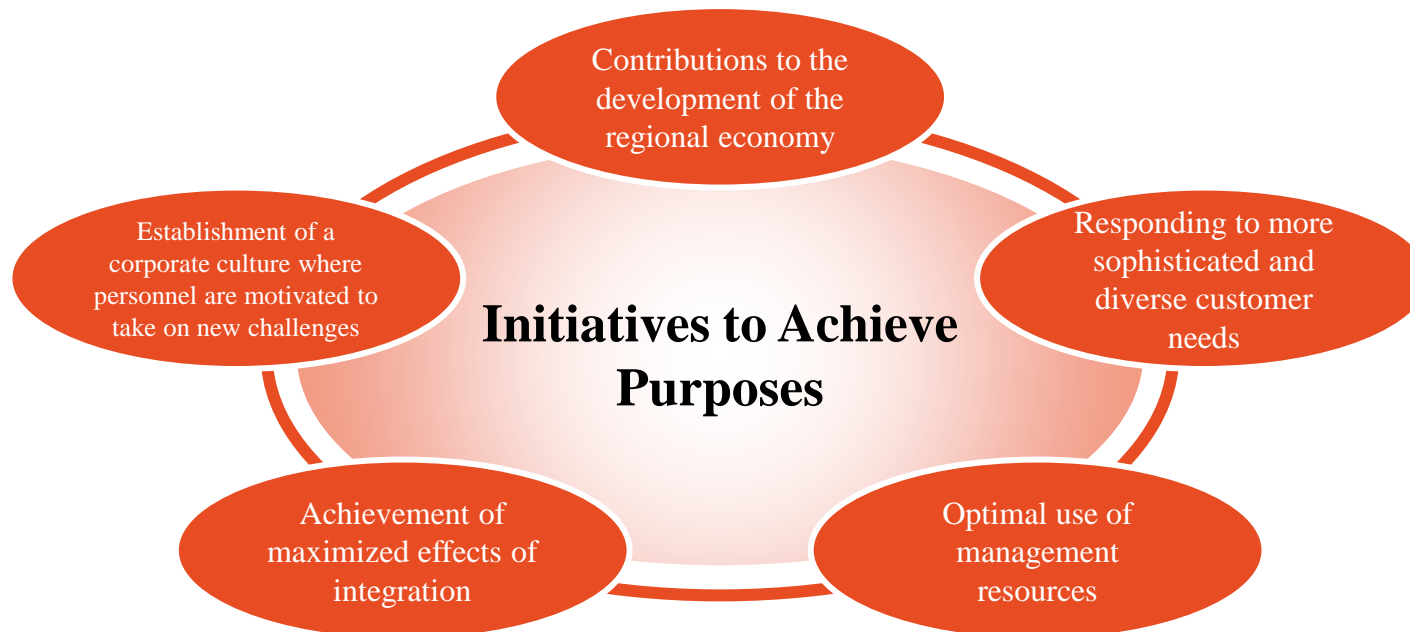 Contributions to the
development of the
regional economy
Establishment of a
corporate culture where
personnel are motivated to
take on new challenges
Responding to more
sophisticated and
diverse customer
needs
Initiatives to Achieve
Purposes
Achievement of
maximized effects of
integration
Optimal use of
management
resources